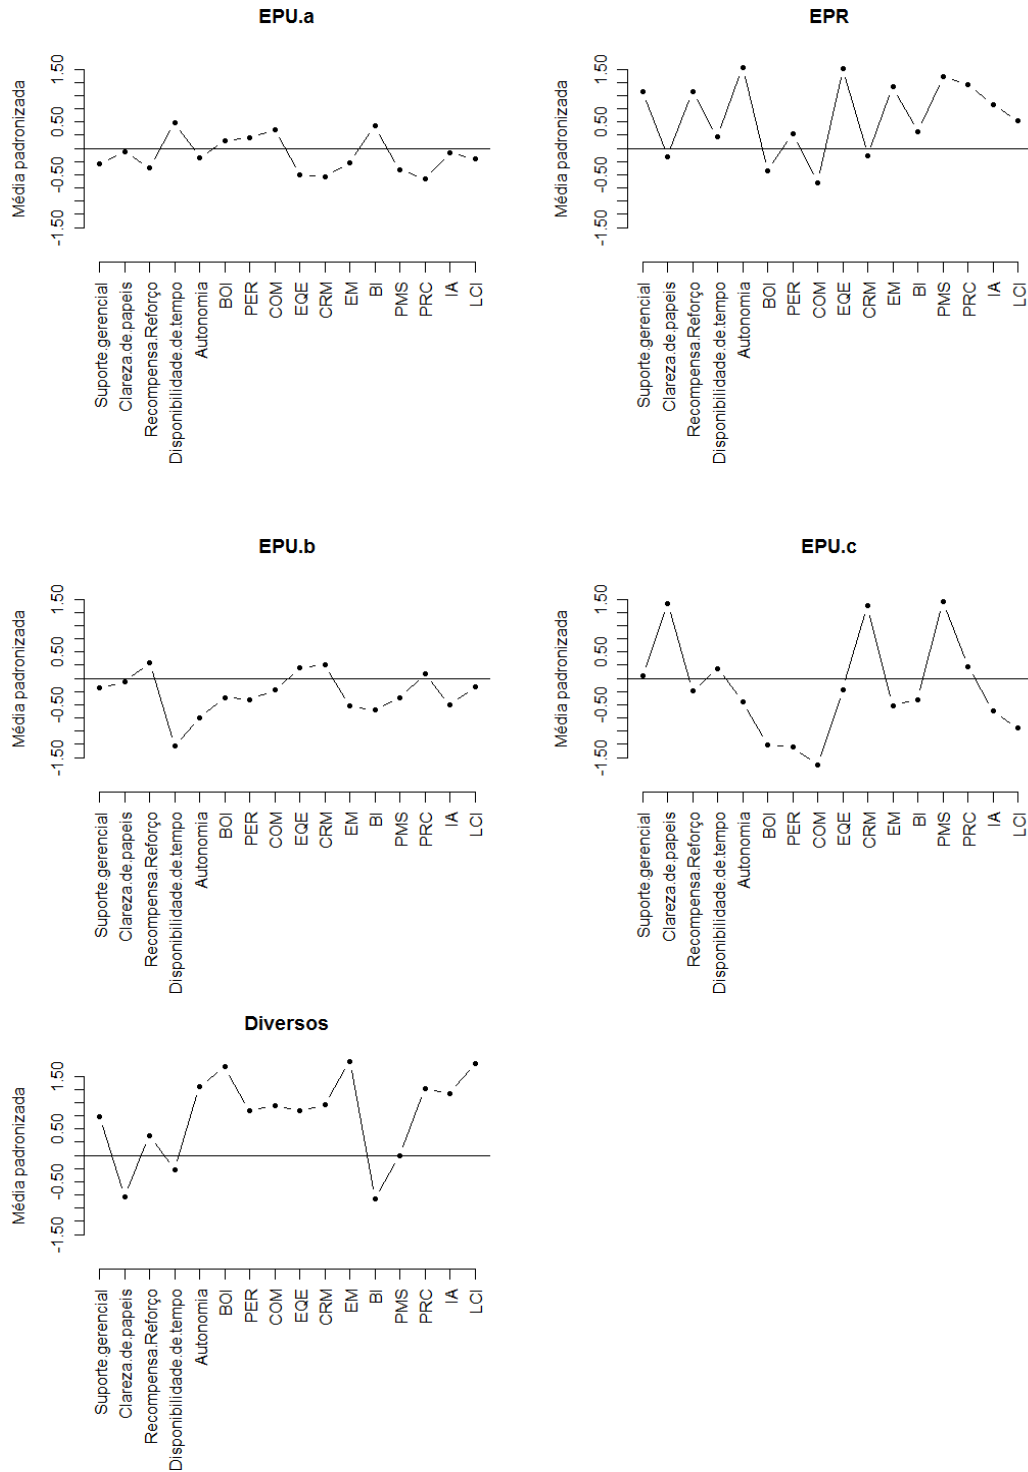 EPU.a
Média padronizada
1.50
0.50
-0.50
-1.50
Suporte.gerencial
Clareza.de.papeis
Recompensa.Reforço
Disponibilidade.de.tempo
Autonomia
BOI
PER
COM
EQE
CRM
EM
BI
PMS
PRC
IA
LCI
EPR
Média padronizada
1.50
0.50
-0.50
-1.50
Suporte.gerencial
Clareza.de.papeis
Recompensa.Reforço
Disponibilidade.de.tempo
Autonomia
BOI
PER
COM
EQE
CRM
EM
BI
PMS
PRC
IA
LCI
EPU.b
Média padronizada
1.50
0.50
-0.50
-1.50
Suporte.gerencial
Clareza.de.papeis
Recompensa.Reforço
Disponibilidade.de.tempo
Autonomia
BOI
PER
COM
EQE
CRM
EM
BI
PMS
PRC
IA
LCI
EPU.c
Média padronizada
1.50
0.50
-0.50
-1.50
Suporte.gerencial
Clareza.de.papeis
Recompensa.Reforço
Disponibilidade.de.tempo
Autonomia
BOI
PER
COM
EQE
CRM
EM
BI
PMS
PRC
IA
LCI
Diversos
Média padronizada
1.50
0.50
-0.50
-1.50
Suporte.gerencial
Clareza.de.papeis
Recompensa.Reforço
Disponibilidade.de.tempo
Autonomia
BOI
PER
COM
EQE
CRM
EM
BI
PMS
PRC
IA
LCI